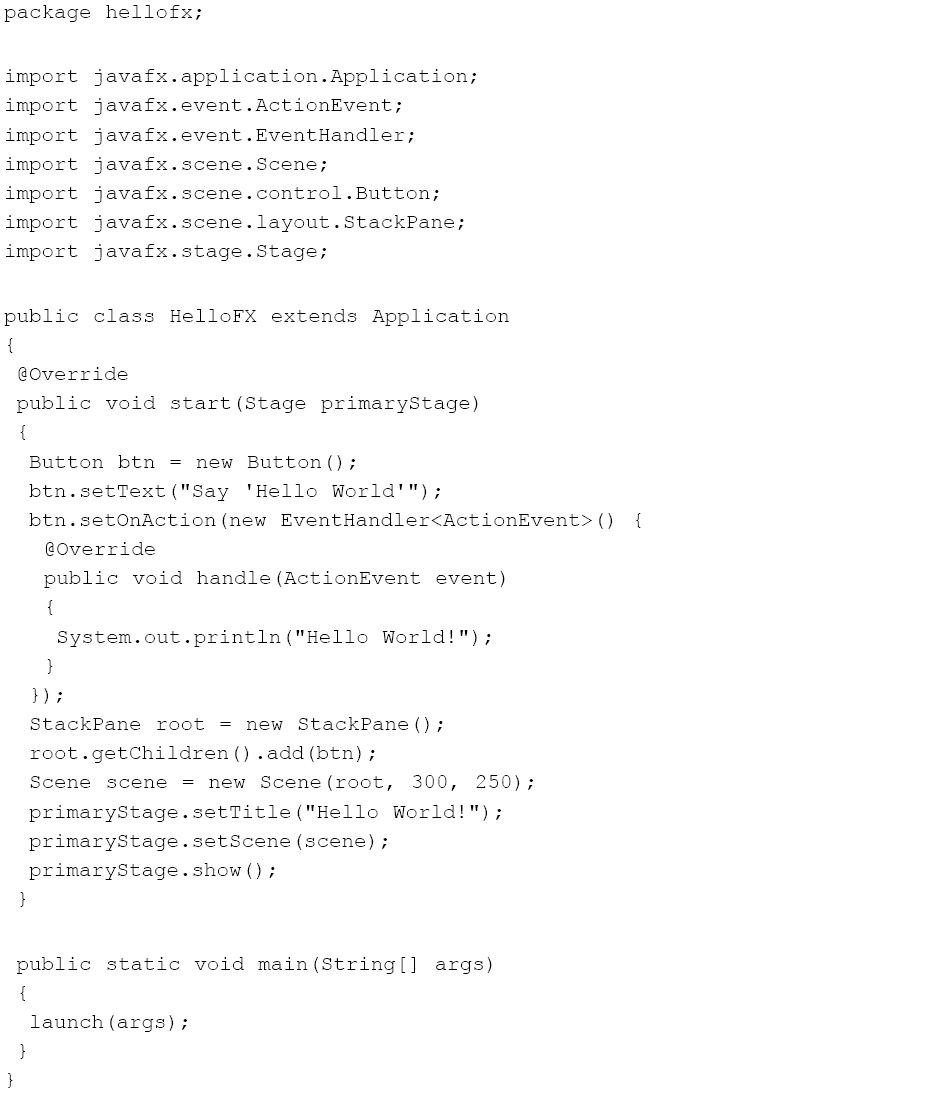 package hellofx;
import javafx.application.Application;
import javafx.event.ActionEvent;
import javafx.event.EventHandler;
import javafx.scene.Scene;
import javafx.scene.control.Button;
import javafx.scene.layout.StackPane;
import javafx.stage.Stage;
public class HelloFX extends Application
{
@Override
public void start(Stage primaryStage)
{
Button btn = new Button();
btn.setText("Say 'Hello World'");
btn.setOnAction(new EventHandler<ActionEvent>() {
@Override
public void handle(ActionEvent event)
{
System.out.println("Hello World!");
}
});
StackPane root = new StackPane();
root.getChildren().add(btn);
Scene scene = new Scene(root, 300, 250);
primaryStage.setTitle("Hello World!");
primaryStage.setScene(scene);
primaryStage.show();
}
public static void main(String[] args)
{
launch(args);
}
}